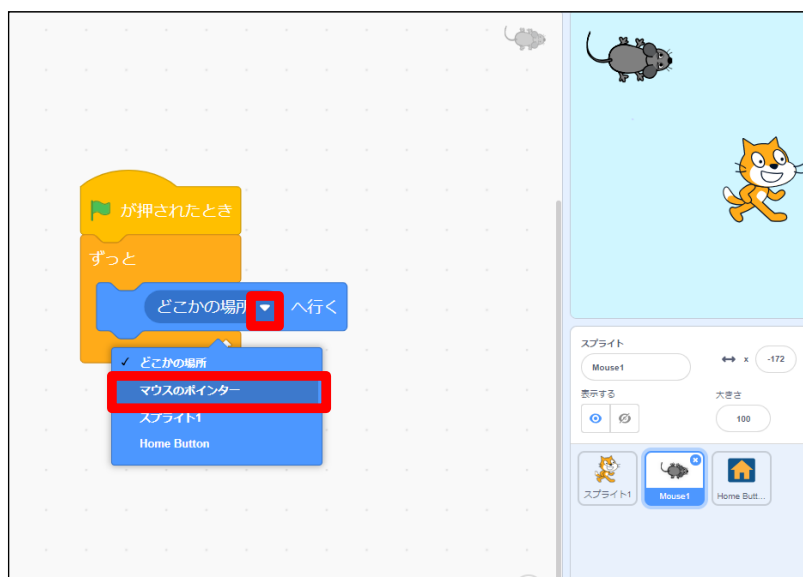 が押されたとき
ずっと
どこかの場所 へ行く
✓ どこかの場所
マウスのポインター
スプライト1
Home Button
スプライト
Mouse1
x -172
表示する
大きさ
100
スプライト1
Mouse1
Home Butt...